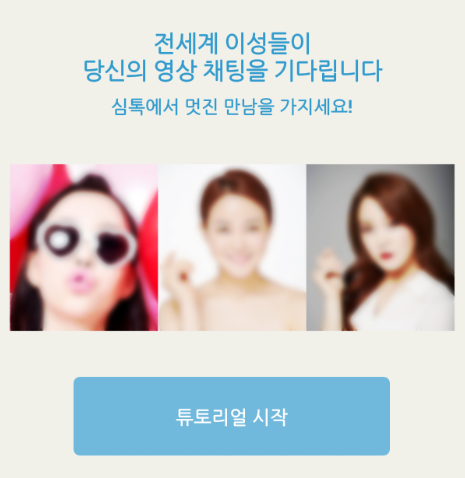 전세계 이성들이
당신의 영상 채팅을 기다립니다
심톡에서 멋진 만남을 가지세요!
튜토리얼 시작